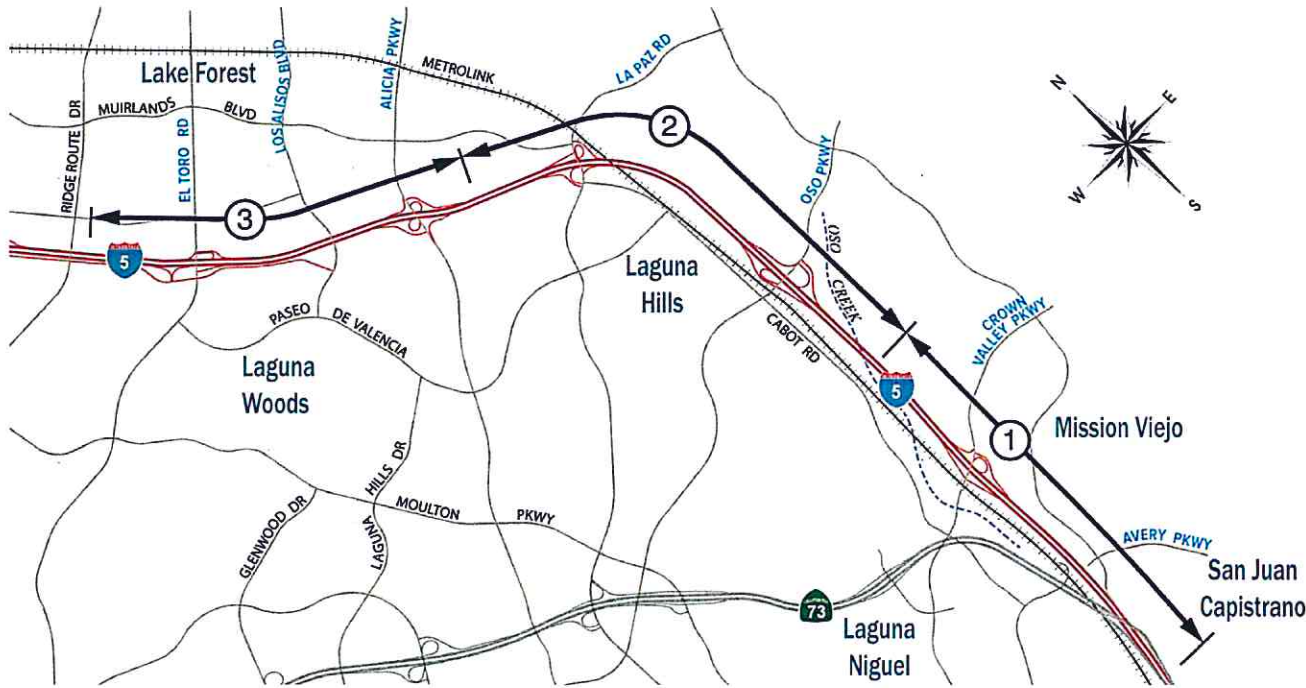 LA PAZ RD
ALICIA PKWY
LOS ALISOS BLVD
METROLINK
Lake Forest
RIDGE ROUTE DR
MUIRLANDS BLVD
EL TORO RD
N
E
W
S
2
OSO PKWY
3
5
OSO CREEK
Laguna
Hills
CABOT RD
PASEO DE VALENCIA
CROWN
VALLEY PKWY
Laguna
Woods
5
1
Mission Viejo
GLENWOOD DR
LAGUNA HILLS DR
MOULTON PKWY
AVERY PKWY
San Juan
Capistrano
73
Laguna
Niguel